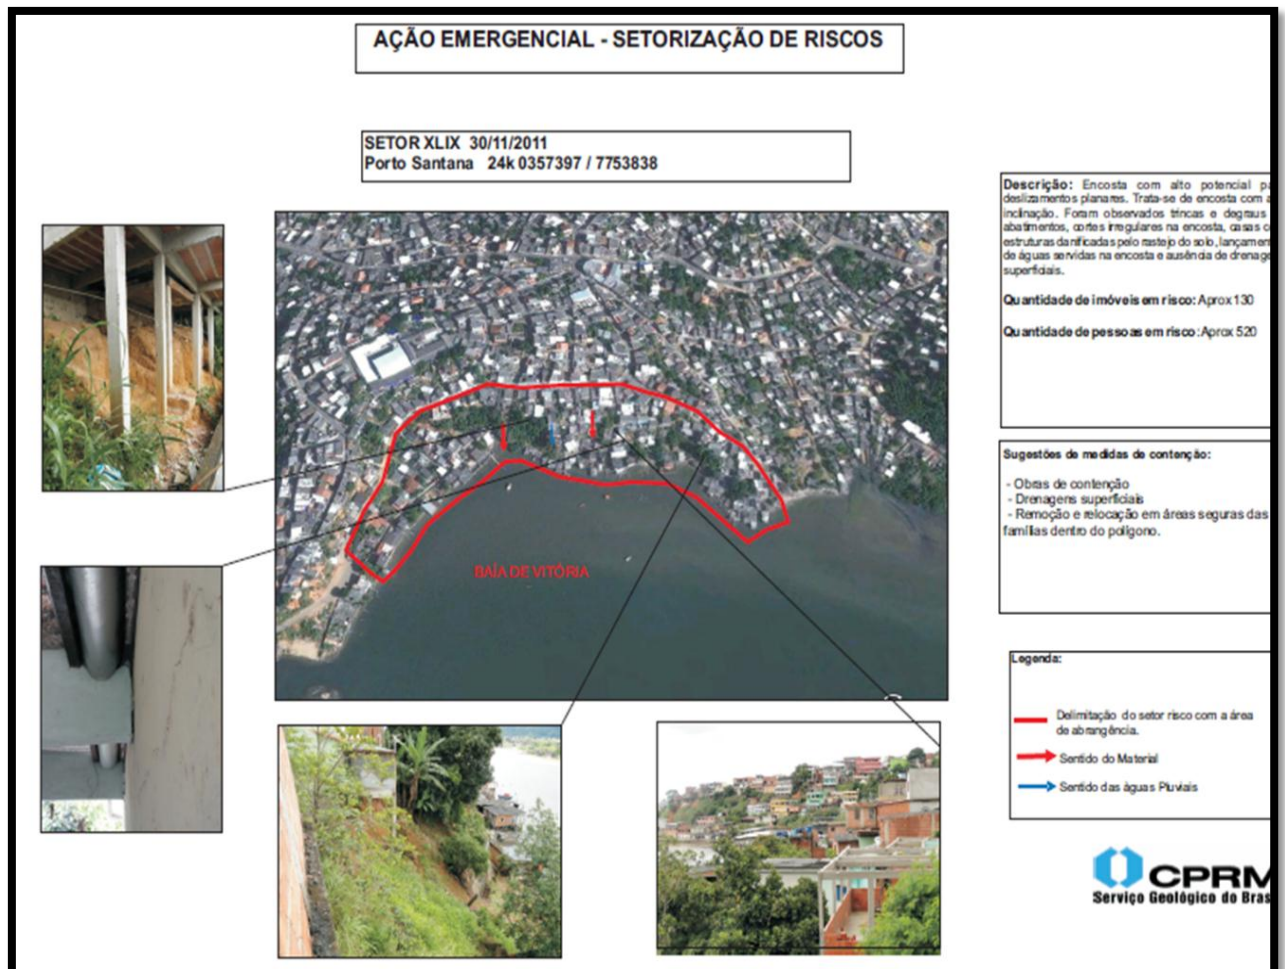 AÇÃO EMERGENCIAL - SETORIZAÇÃO DE RISCOS
SETOR XLIX 30/11/2011
Porto Santana 24k 0357397 / 7753838
Descrição: Encosta com alto potencial pa
deslizamentos planares. Trata-se de encosta com a
inclinação. Foram observados trincas e degraus
abatimentos, cortes irregulares na encosta, casas c
estruturas danificadas pelo rastejo do solo, lançamen
de águas servidas na encosta e ausência de drenage
superficiais.
Quantidade de imóveis em risco: Aprox 130
Quantidade de pessoas em risco: Aprox 520
BAÍA DE VITÓRIA
Sugestões de medidas de contenção:
- Obras de contenção
- Drenagens superficiais
- Remoção e relocação em áreas seguras das
famílias dentro do polígono.
Legenda:
Delimitação do setor risco com a área
de abrangência.
Sentido do Material
Sentido das águas Pluviais
CPRM
Serviço Geológico do Bras